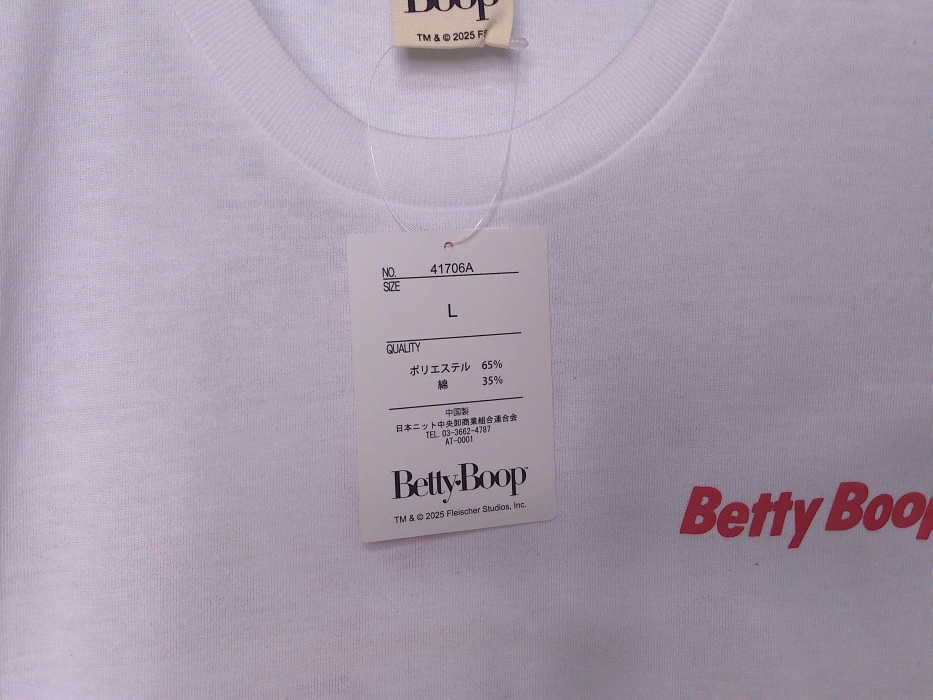 Boop
TM & © 2025 F
NO. 41706A
SIZE
L
QUALITY
ポリエステル 65%
綿 35%
中国製
日本ニット中央卸商業組合連合会
TEL 03-3662-4787
AT-0001
Betty Boop
TM & © 2025 Fleischer Studios, Inc.
Betty Boop